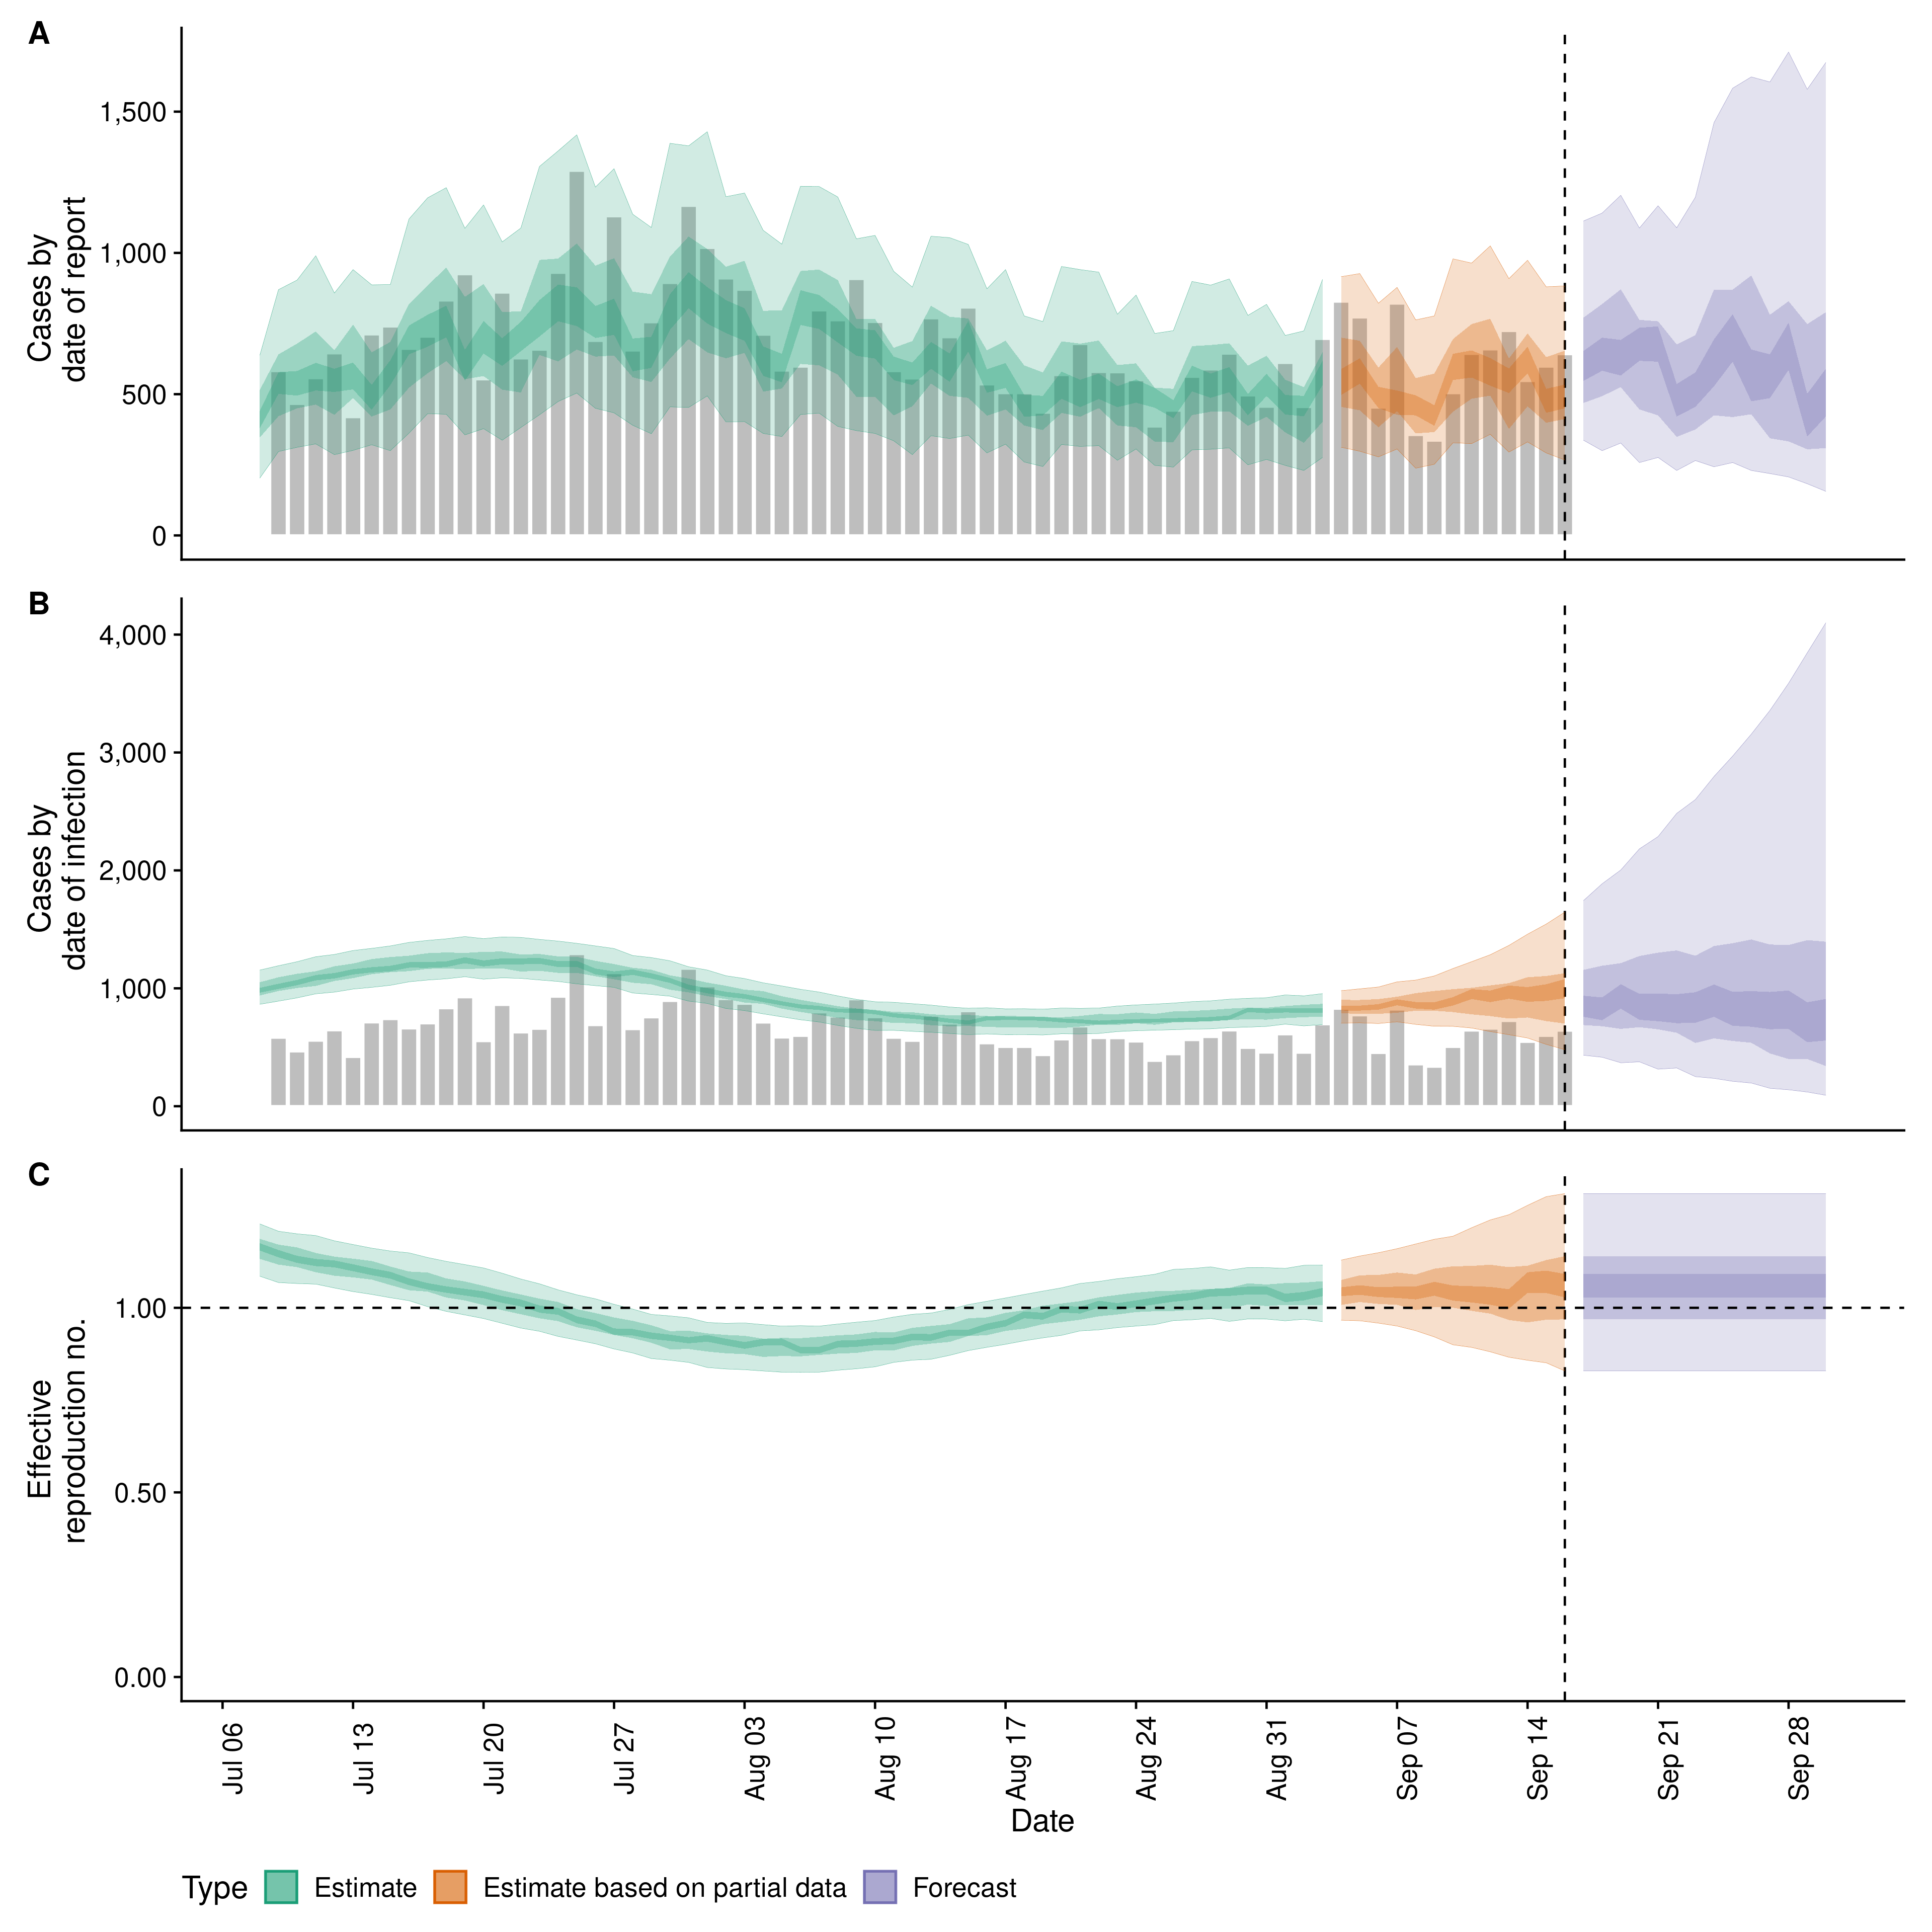 A
Cases by
date of report
1,500
1,000
500
0
B
Cases by
date of infection
4,000
3,000
2,000
1,000
0
C
Effective
reproduction no.
1.00
0.50
0.00
Jul 06
Jul 13
Jul 20
Jul 27
Aug 03
Aug 10
Aug 17
Aug 24
Aug 31
Sep 07
Sep 14
Sep 21
Sep 28
Date
Type
Estimate
Estimate based on partial data
Forecast